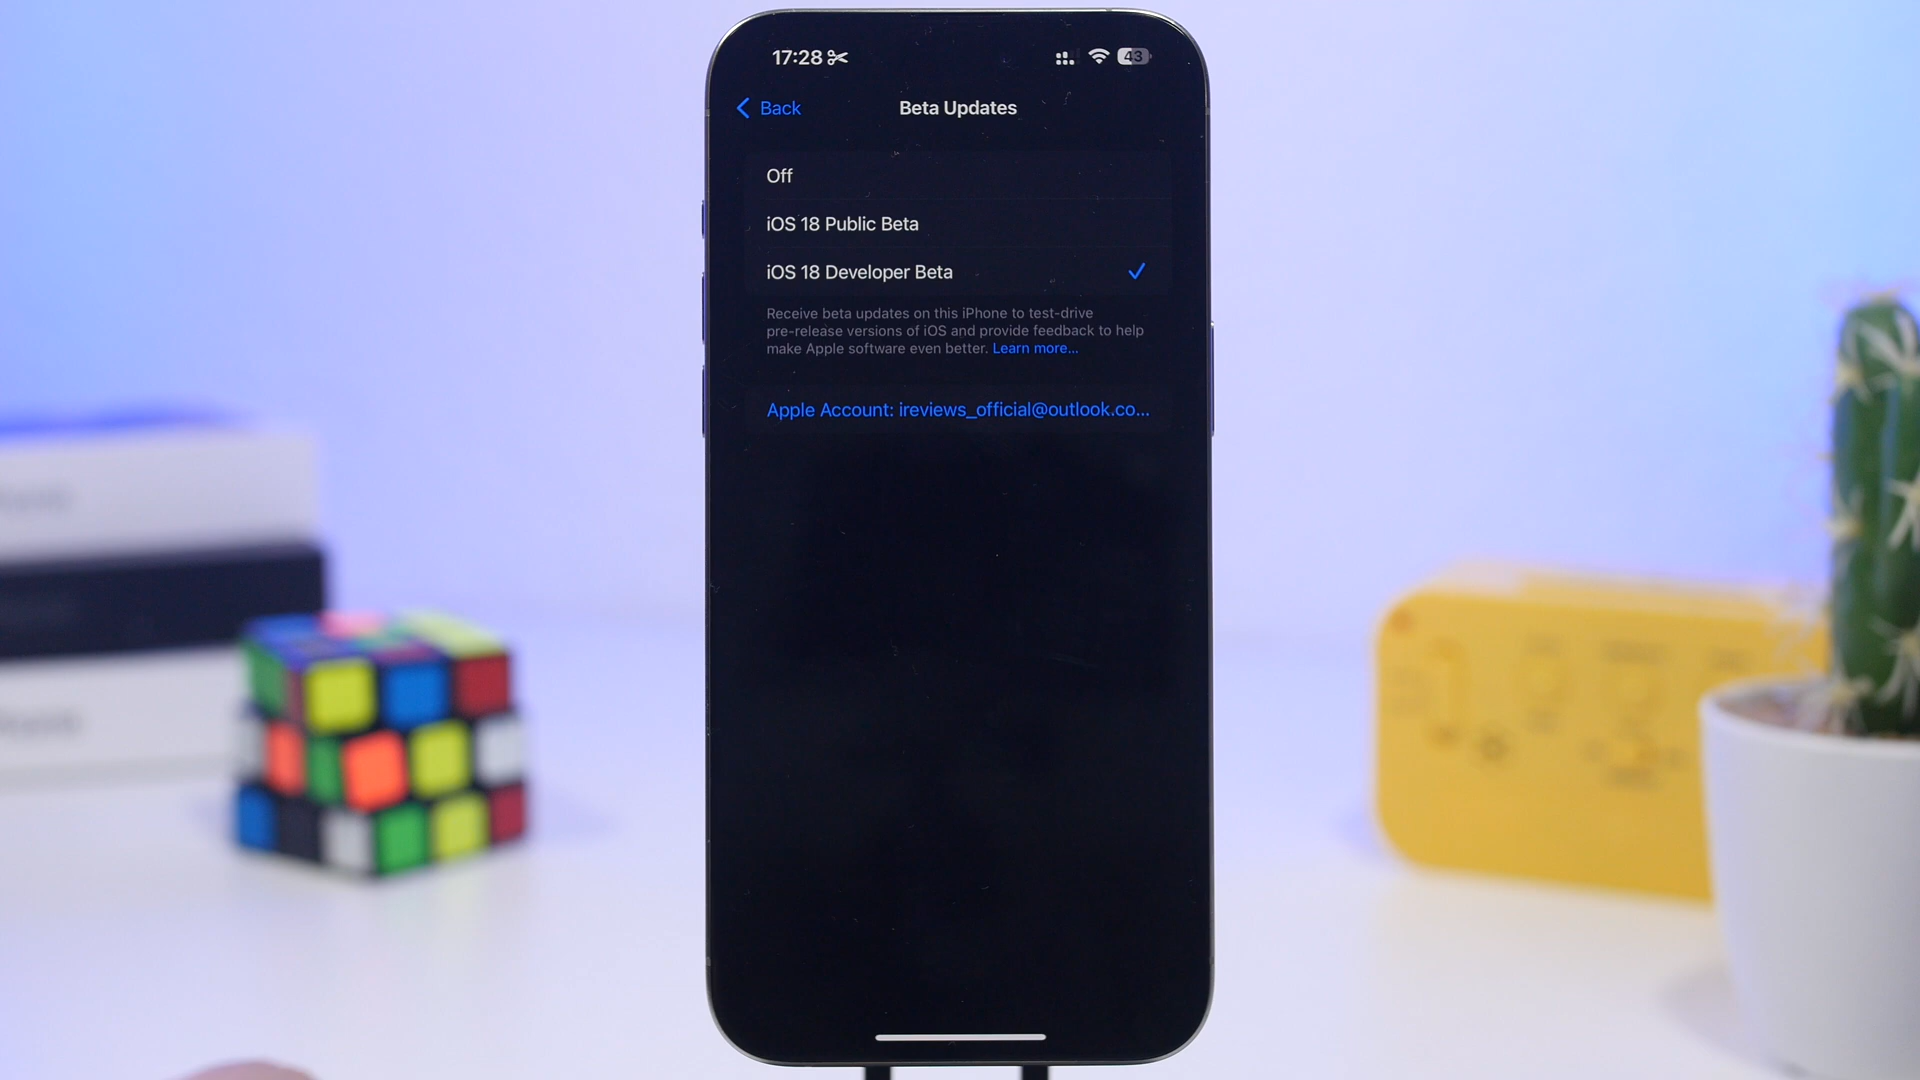 17:28
43
Back
Beta Updates
Off
iOS 18 Public Beta
iOS 18 Developer Beta
Receive beta updates on this iPhone to test-drive
pre-release versions of iOS and provide feedback to help
make Apple software even better. Learn more...
Apple Account: ireviews_official@outlook.co...